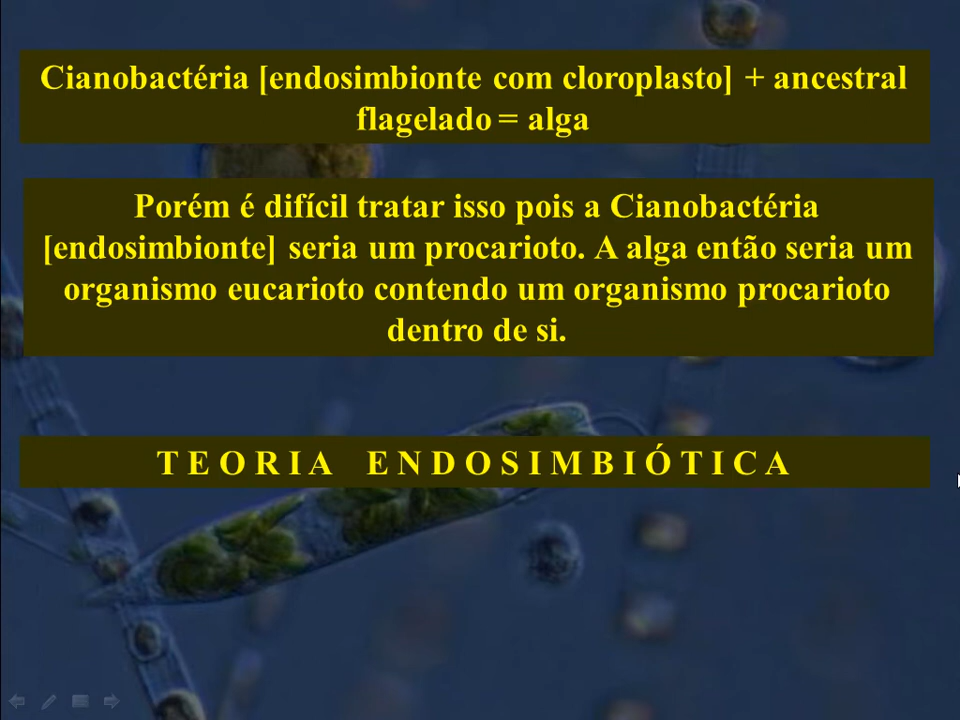 Cianobactéria [endosimbionte com cloroplasto] + ancestral
flagelado = alga
Porém é difícil tratar isso pois a Cianobactéria
[endosimbionte] seria um procarioto. A alga então seria um
organismo eucarioto contendo um organismo procarioto
dentro de si.
T E O R I A   E N D O S I M B I Ó T I C A